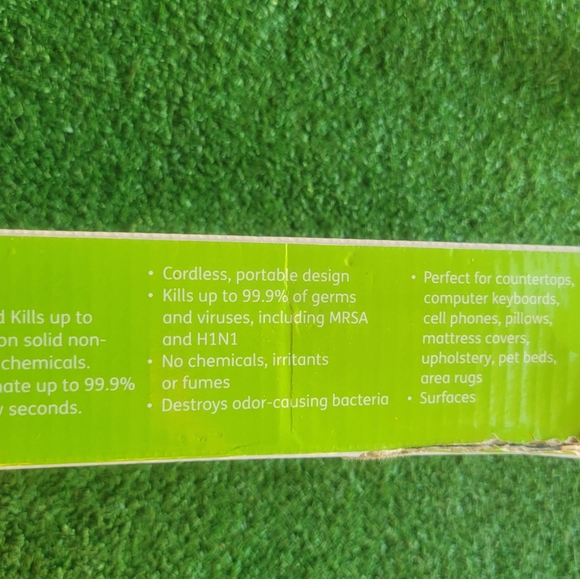 d Kills up to
on solid non-
chemicals.
nate up to 99.9%
y seconds.
• Cordless, portable design
• Kills up to 99.9% of germs
and viruses, including MRSA
and H1N1
• No chemicals, irritants
or fumes
• Destroys odor-causing bacteria
• Perfect for countertops,
computer keyboards,
cell phones, pillows,
mattress covers,
upholstery, pet beds,
area rugs
• Surfaces